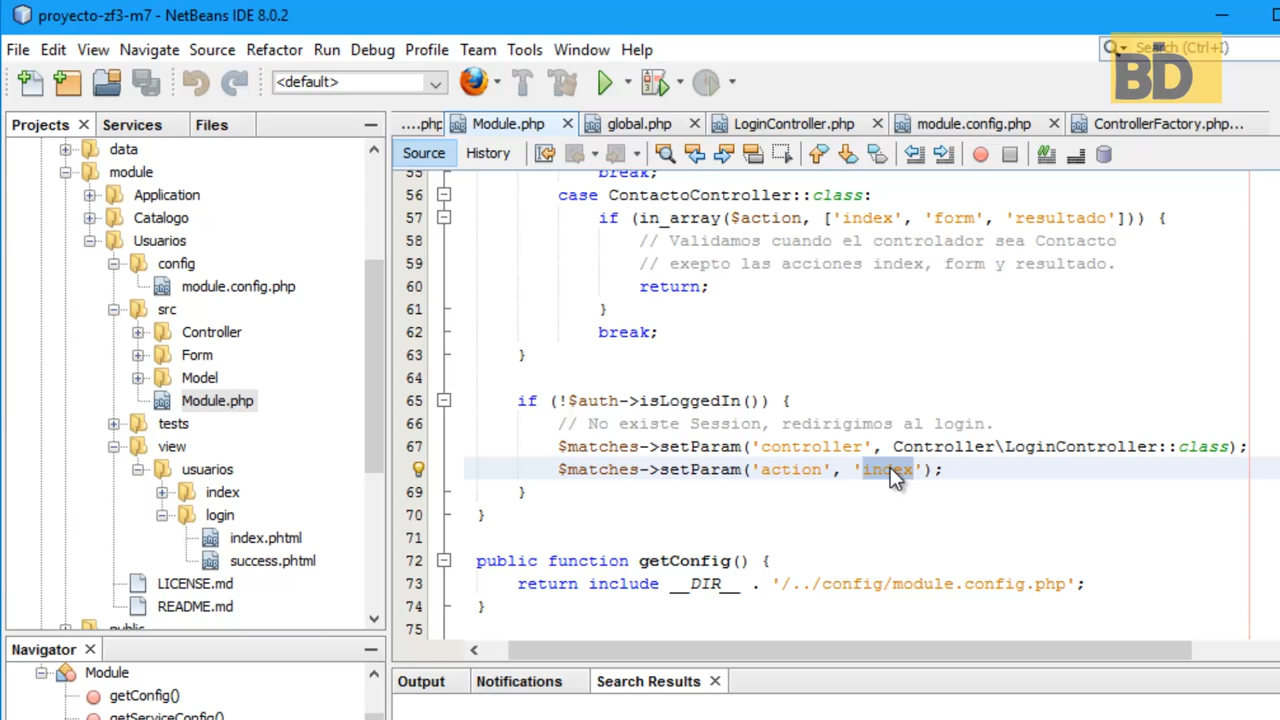 proyecto-zf3-m7 - NetBeans IDE 8.0.2
File Edit View Navigate Source Refactor Run Debug Profile Team Tools Window Help
Search (Ctrl+I)
BD
<default>
Projects Services Files
....php Module.php global.php LoginController.php module.config.php ControllerFactory.php...
Source History
data
module
Application
Catalogo
Usuarios
config
module.config.php
src
Controller
Form
Model
Module.php
tests
view
usuarios
index
login
index.phtml
success.phtml
LICENSE.md
README.md
public
55 break;
56 case ContactoController::class:
57 if (in_array($action, ['index', 'form', 'resultado'])) {
58 // Validamos cuando el controlador sea Contacto
59 // exepto las acciones index, form y resultado.
60 return;
61 }
62 break;
63 }
64
65 if (!$auth->isLoggedIn()) {
66 // No existe Session, redirigimos al login.
67 $matches->setParam('controller', Controller\LoginController::class);
$matches->setParam('action', 'index');
69 }
70 }
71
72 public function getConfig() {
73 return include __DIR__ . '/../config/module.config.php';
74 }
75
Navigator
Module
getConfig()
getServiceConfig()
Output Notifications Search Results